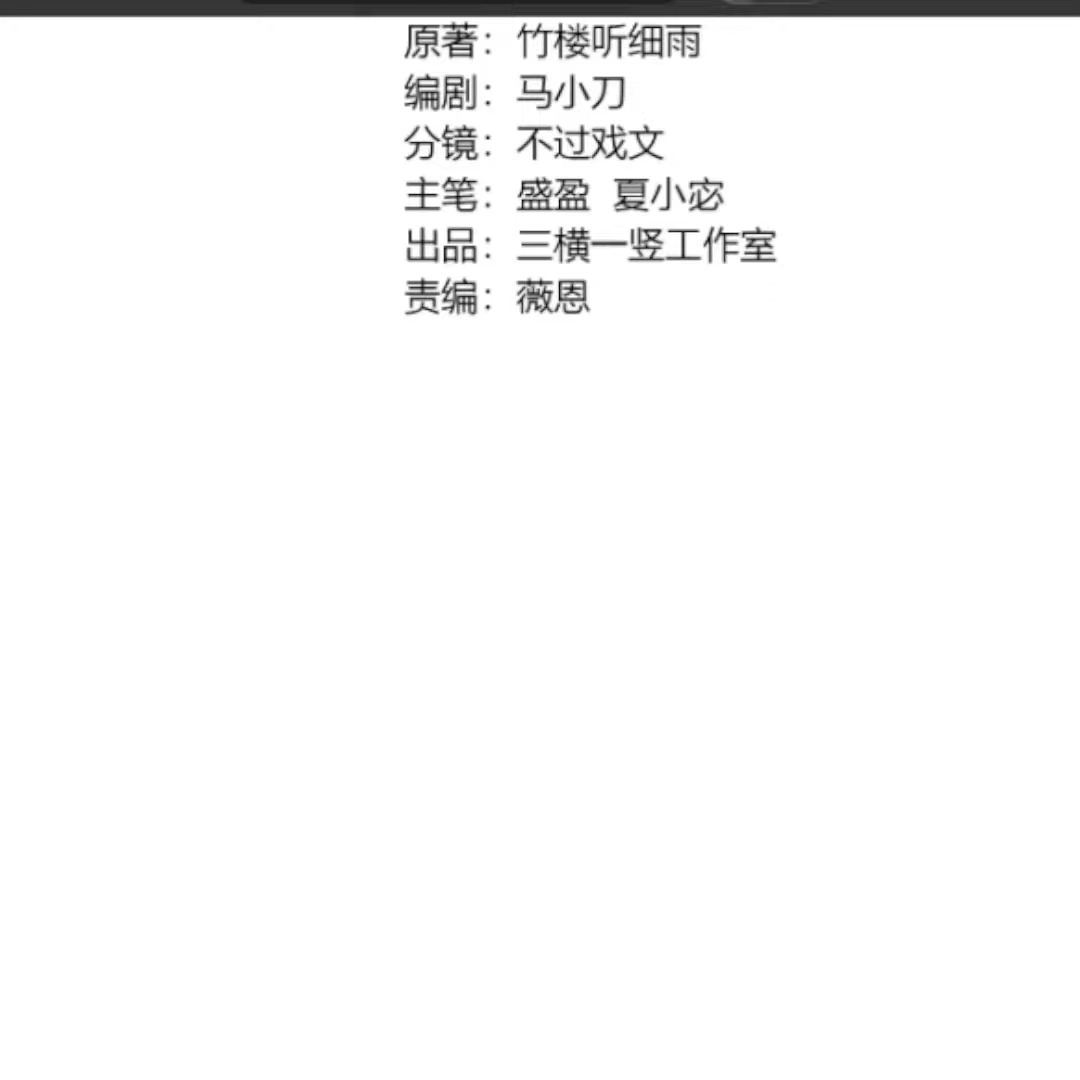 原著：竹楼听细雨
编剧：马小刀
分镜：不过戏文
主笔：盛盈 夏小宓
出品：三横一竖工作室
责编：薇恩